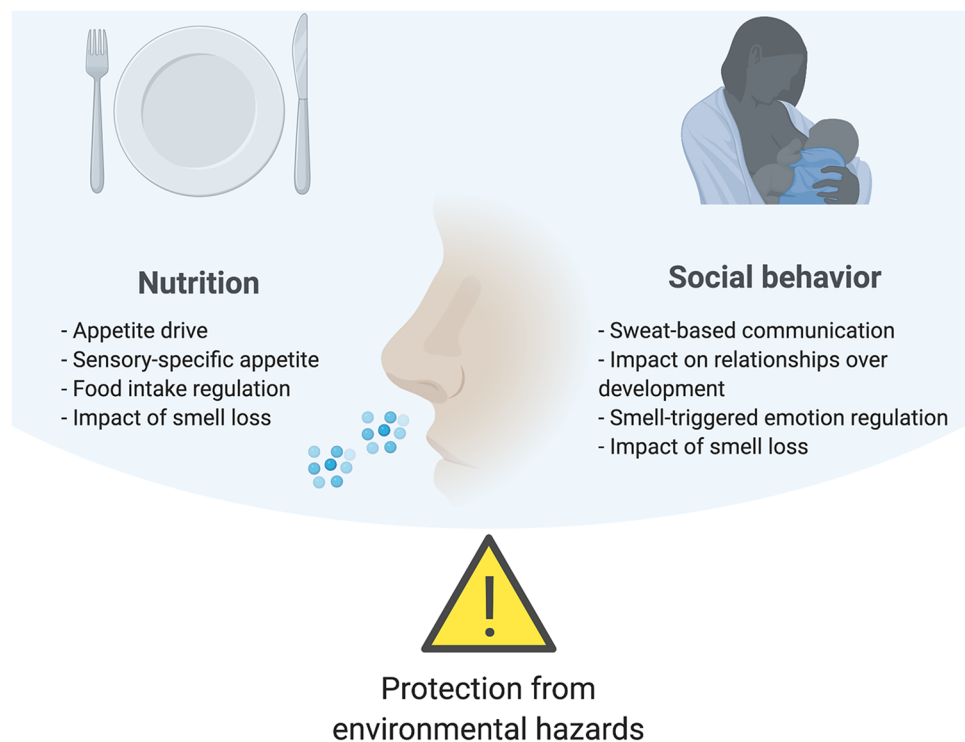 Nutrition
- Appetite drive
- Sensory-specific appetite
- Food intake regulation
- Impact of smell loss
Social behavior
- Sweat-based communication
- Impact on relationships over
development
- Smell-triggered emotion regulation
- Impact of smell loss
!
Protection from
environmental hazards